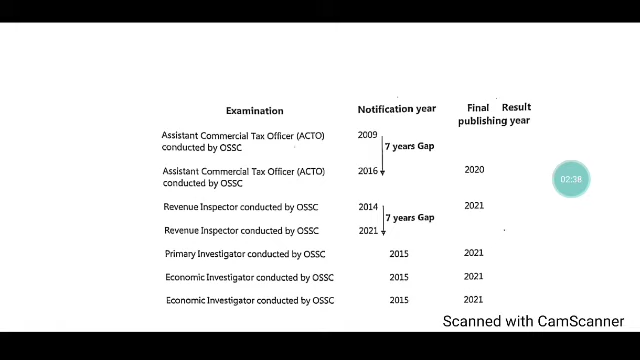 Examination Notification year Final Result
publishing year
Assistant Commercial Tax Officer (ACTO) 2009
conducted by OSSC
7 years Gap
Assistant Commercial Tax Officer (ACTO) 2016 2020
conducted by OSSC
02:38
Revenue Inspector conducted by OSSC 2014 2021
7 years Gap
Revenue Inspector conducted by OSSC 2021
Primary Investigator conducted by OSSC 2015 2021
Economic Investigator conducted by OSSC 2015 2021
Economic Investigator conducted by OSSC 2015 2021
Scanned with CamScanner